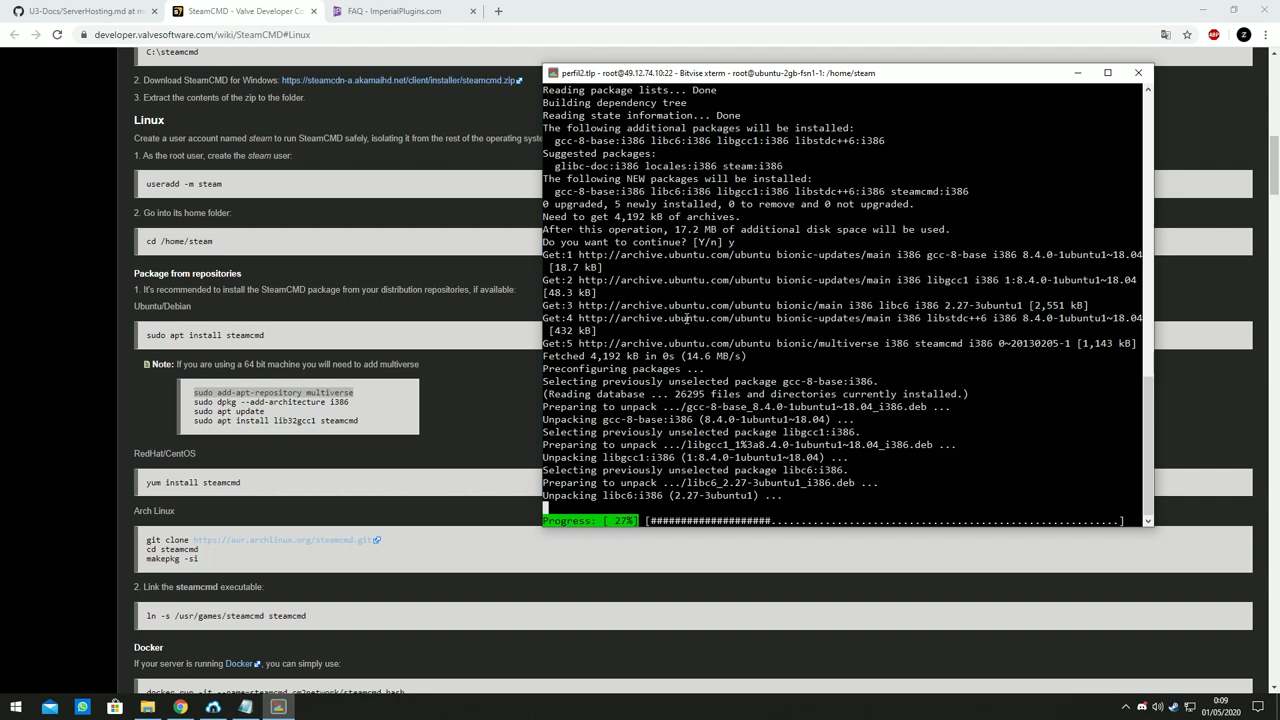 U3-Docs/ServerHosting.md at m
SteamCMD - Valve Developer Co
FAQ - ImperialPlugins.com
developer.valvesoftware.com/wiki/SteamCMD#Linux
ABP
Z
C:\steamcmd
2. Download SteamCMD for Windows: https://steamcdn-a.akamaihd.net/client/installer/steamcmd.zip
3. Extract the contents of the zip to the folder.
Linux
Create a user account named steam to run SteamCMD safely, isolating it from the rest of the operating syste
1. As the root user, create the steam user:
useradd -m steam
2. Go into its home folder:
cd /home/steam
Package from repositories
1. It's recommended to install the SteamCMD package from your distribution repositories, if available:
Ubuntu/Debian
sudo apt install steamcmd
Note: If you are using a 64 bit machine you will need to add multiverse
sudo add-apt-repository multiverse
sudo dpkg --add-architecture i386
sudo apt update
sudo apt install lib32gcc1 steamcmd
RedHat/CentOS
yum install steamcmd
Arch Linux
git clone https://aur.archlinux.org/steamcmd.git
cd steamcmd
makepkg -si
2. Link the steamcmd executable:
ln -s /usr/games/steamcmd steamcmd
Docker
If your server is running Docker, you can simply use:
docker run -it --name=steamcmd cm2network/steamcmd bash
perfil2.tlp - root@49.12.74.10:22 - Bitvise xterm - root@ubuntu-2gb-fsn1-1: /home/steam
Reading package lists... Done
Building dependency tree
Reading state information... Done
The following additional packages will be installed:
gcc-8-base:i386 libc6:i386 libgcc1:i386 libstdc++6:i386
Suggested packages:
glibc-doc:i386 locales:i386 steam:i386
The following NEW packages will be installed:
gcc-8-base:i386 libc6:i386 libgcc1:i386 libstdc++6:i386 steamcmd:i386
0 upgraded, 5 newly installed, 0 to remove and 0 not upgraded.
Need to get 4,192 kB of archives.
After this operation, 17.2 MB of additional disk space will be used.
Do you want to continue? [Y/n] y
Get:1 http://archive.ubuntu.com/ubuntu bionic-updates/main i386 gcc-8-base i386 8.4.0-1ubuntu1~18.04
[18.7 kB]
Get:2 http://archive.ubuntu.com/ubuntu bionic-updates/main i386 libgcc1 i386 1:8.4.0-1ubuntu1~18.04
[48.3 kB]
Get:3 http://archive.ubuntu.com/ubuntu bionic/main i386 libc6 i386 2.27-3ubuntu1 [2,551 kB]
Get:4 http://archive.ubuntu.com/ubuntu bionic-updates/main i386 libstdc++6 i386 8.4.0-1ubuntu1~18.04
[432 kB]
Get:5 http://archive.ubuntu.com/ubuntu bionic/multiverse i386 steamcmd i386 0~20130205-1 [1,143 kB]
Fetched 4,192 kB in 0s (14.6 MB/s)
Preconfiguring packages ...
Selecting previously unselected package gcc-8-base:i386.
(Reading database ... 26295 files and directories currently installed.)
Preparing to unpack .../gcc-8-base_8.4.0-1ubuntu1~18.04_i386.deb ...
Unpacking gcc-8-base:i386 (8.4.0-1ubuntu1~18.04) ...
Selecting previously unselected package libgcc1:i386.
Preparing to unpack .../libgcc1_1%3a8.4.0-1ubuntu1~18.04_i386.deb ...
Unpacking libgcc1:i386 (1:8.4.0-1ubuntu1~18.04) ...
Selecting previously unselected package libc6:i386.
Preparing to unpack .../libc6_2.27-3ubuntu1_i386.deb ...
Unpacking libc6:i386 (2.27-3ubuntu1) ...
Progress: [ 27%] [####################..........................................................]
0:09
01/05/2020